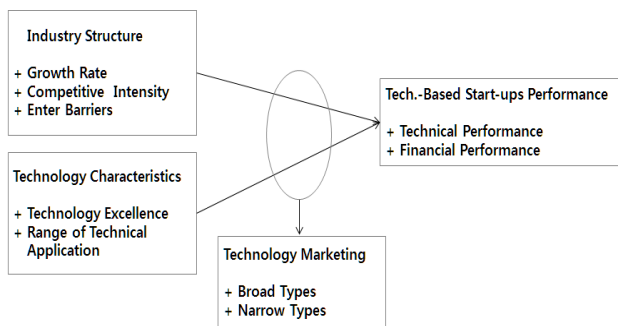 Industry Structure
+ Growth Rate
+ Competitive Intensity
+ Enter Barriers
Tech.-Based Start-ups Performance
+ Technical Performance
+ Financial Performance
Technology Characteristics
+ Technology Excellence
+ Range of Technical
Application
Technology Marketing
+ Broad Types
+ Narrow Types